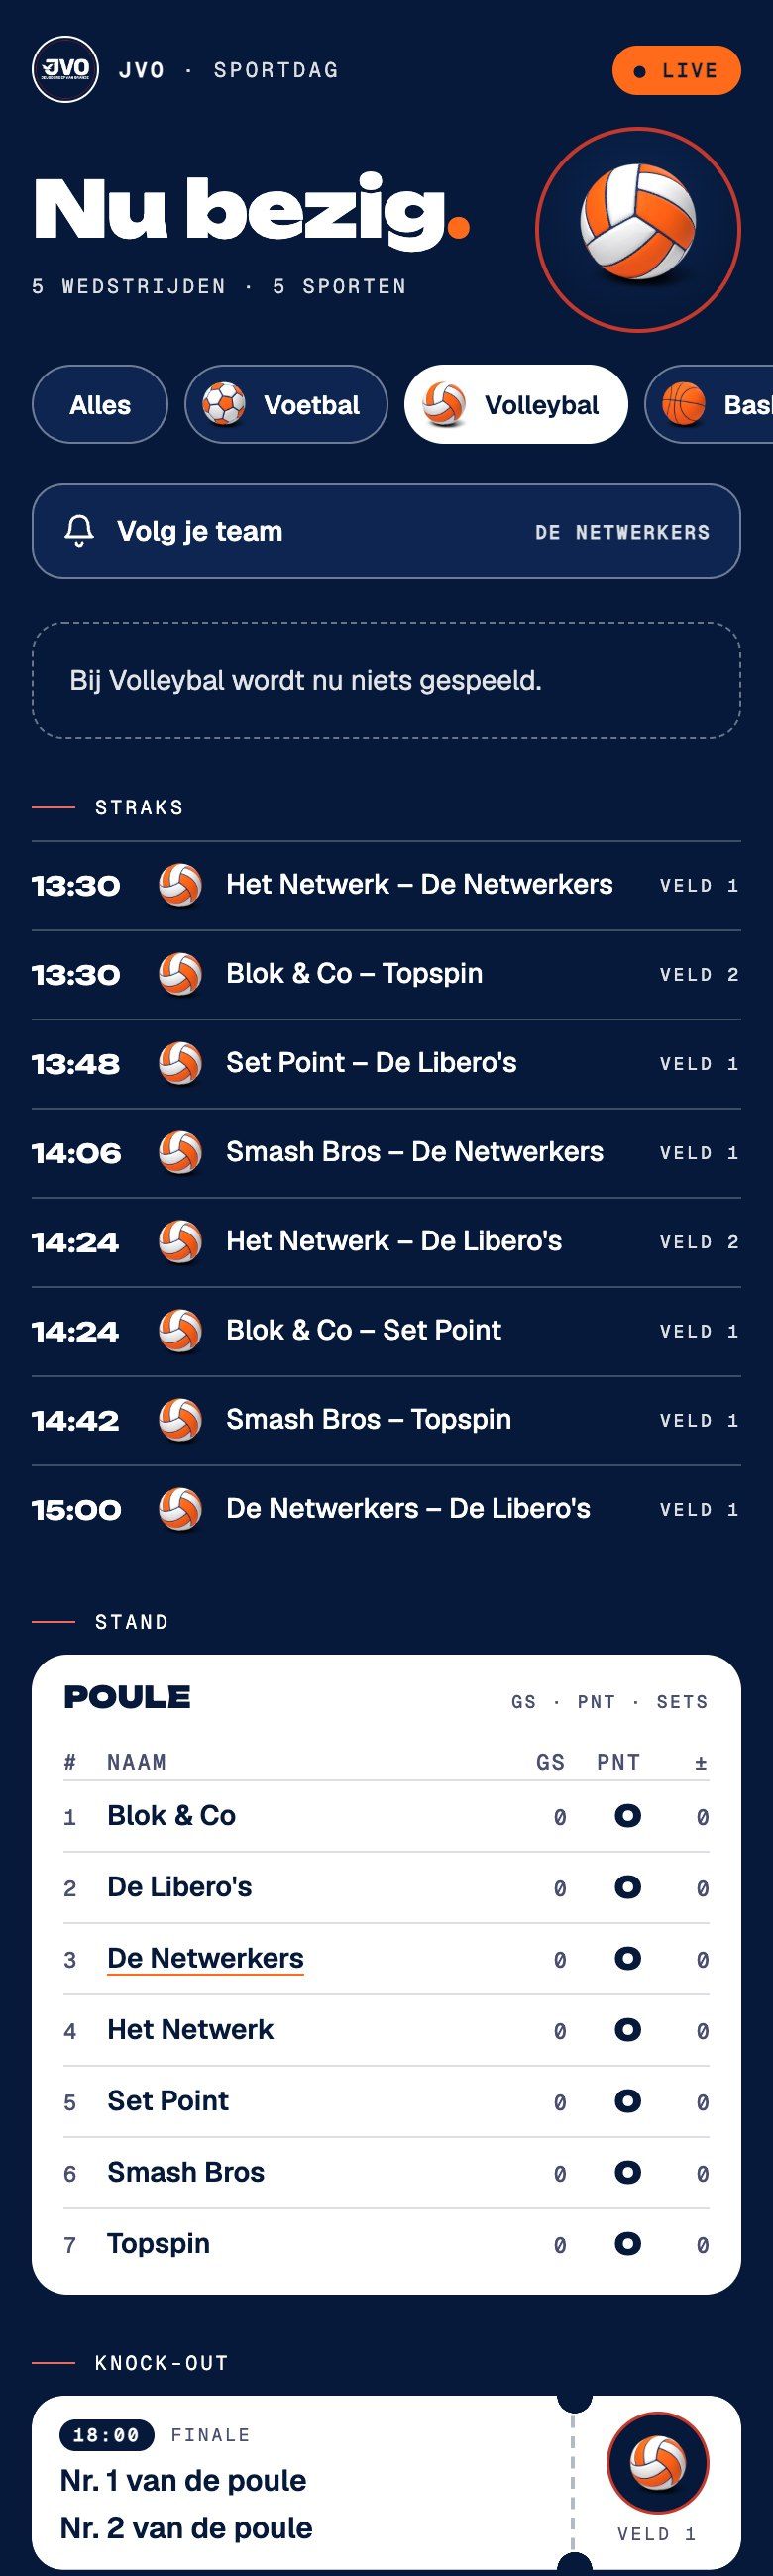 JVO
JVO · SPORTDAG
● LIVE
Nu bezig.
5 WEDSTRIJDEN · 5 SPORTEN
Alles Voetbal Volleybal
Volg je team DE NETWERKERS
Bij Volleybal wordt nu niets gespeeld.
STRAKS
13:30 Het Netwerk – De Netwerkers VELD 1
13:30 Blok & Co – Topspin VELD 2
13:48 Set Point – De Libero's VELD 1
14:06 Smash Bros – De Netwerkers VELD 1
14:24 Het Netwerk – De Libero's VELD 2
14:24 Blok & Co – Set Point VELD 1
14:42 Smash Bros – Topspin VELD 1
15:00 De Netwerkers – De Libero's VELD 1
STAND
POULE GS · PNT · SETS
# NAAM GS PNT ±
1 Blok & Co 0 0 0
2 De Libero's 0 0 0
3 De Netwerkers 0 0 0
4 Het Netwerk 0 0 0
5 Set Point 0 0 0
6 Smash Bros 0 0 0
7 Topspin 0 0 0
KNOCK-OUT
18:00 FINALE
Nr. 1 van de poule
Nr. 2 van de poule
VELD 1